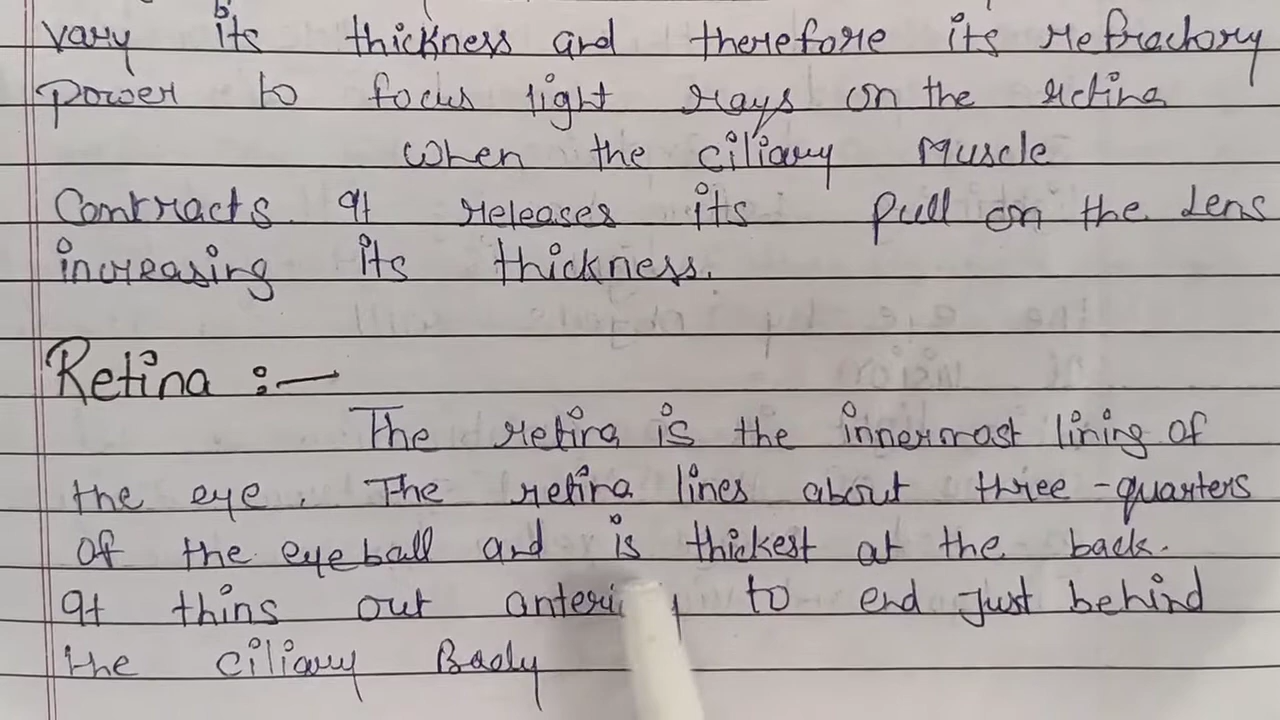 vary its thickness and therefore its refractory
power to focus light rays on the retina
when the ciliary Muscle
Contracts. It releases its pull on the Lens
increasing its thickness.
Retina :-
The retina is the innermost lining of
the eye. The retina lines about three-quarters
of the eyeball and is thickest at the back.
It thins out to end just behind
the ciliary Body